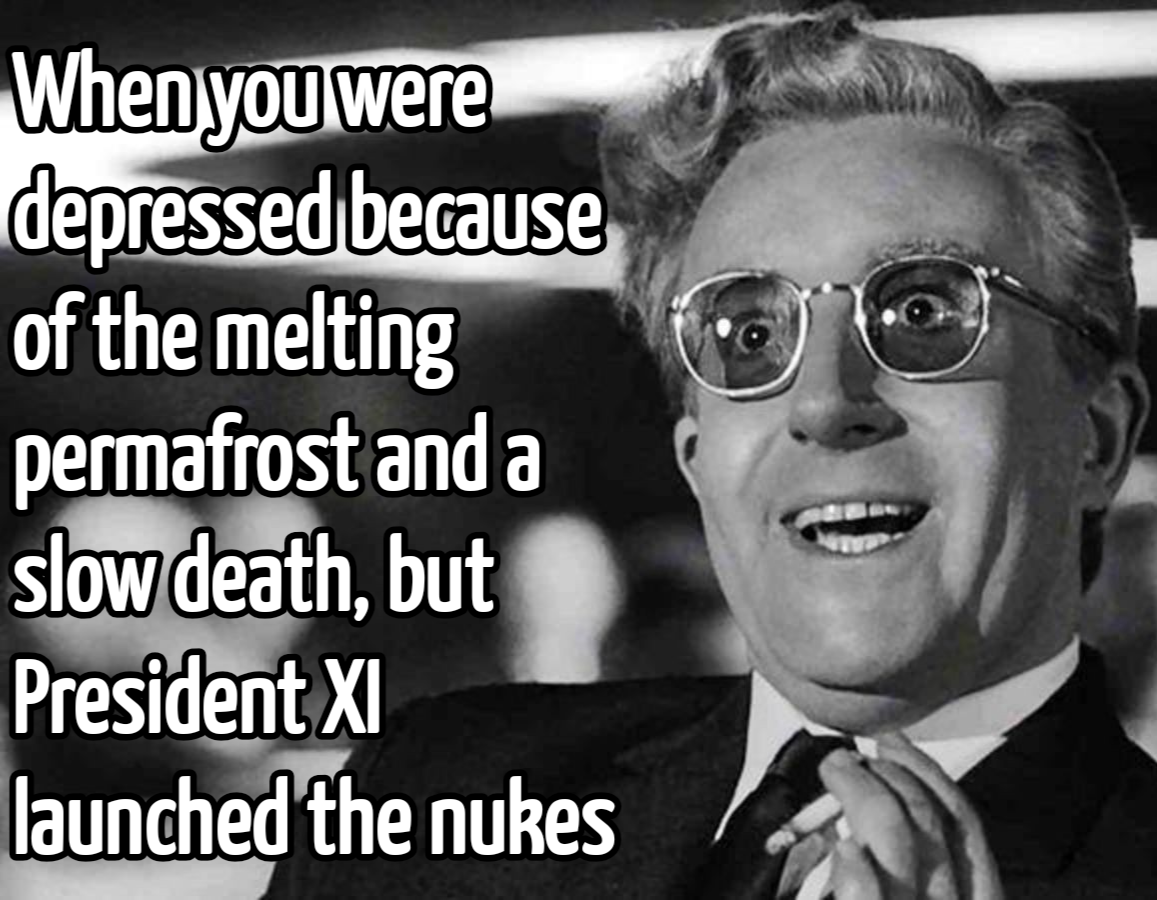 When you were
depressed because
of the melting
permafrost and a
slow death, but
President XI
launched the nukes